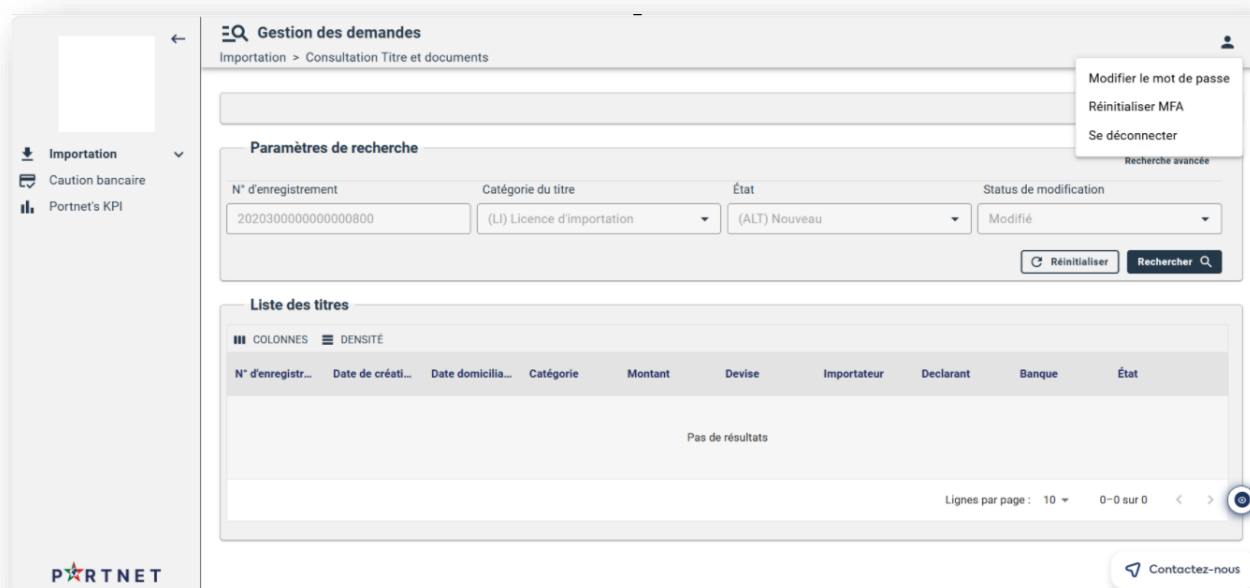 Gestion des demandes
Importation > Consultation Titre et documents
Modifier le mot de passe
Réinitialiser MFA
Se déconnecter
Importation
Caution bancaire
Portnet's KPI
Paramètres de recherche
Recherche avancée
N° d'enregistrement Catégorie du titre État Status de modification
2020300000000000800 (LI) Licence d'importation (ALT) Nouveau Modifié
Réinitialiser Rechercher
Liste des titres
COLONNES DENSITÉ
N° d'enregistr... Date de créati... Date domicilia... Catégorie Montant Devise Importateur Declarant Banque État
Pas de résultats
Lignes par page : 10 0–0 sur 0
PORTNET
Contactez-nous